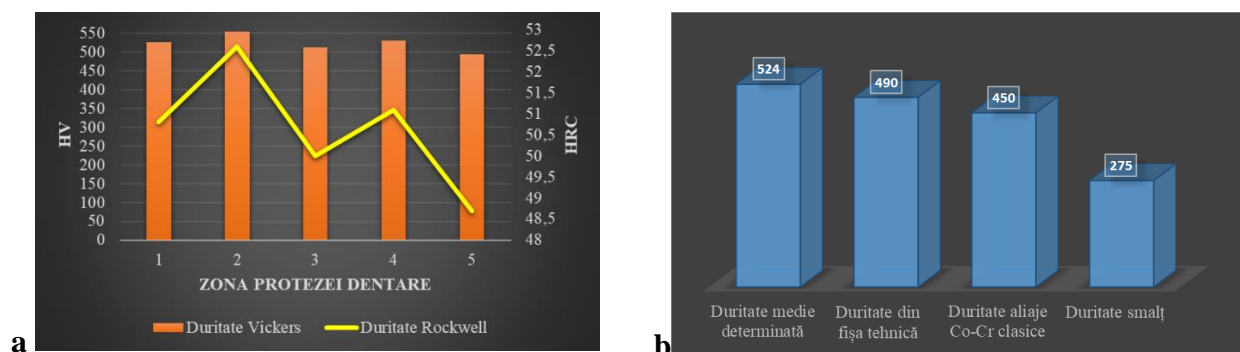 550
500
450
400
350
300
250
200
150
100
50
0
HV
53
52,5
52
51,5
51
50,5
50
49,5
49
48,5
48
HRC
1 2 3 4 5
ZONA PROTEZEI DENTARE
Duritate Vickers Duritate Rockwell
a
524
490
450
275
Duritate medie
determinată
Duritate din
fișa tehnică
Duritate aliaje
Co-Cr clasice
Duritate smalț
b